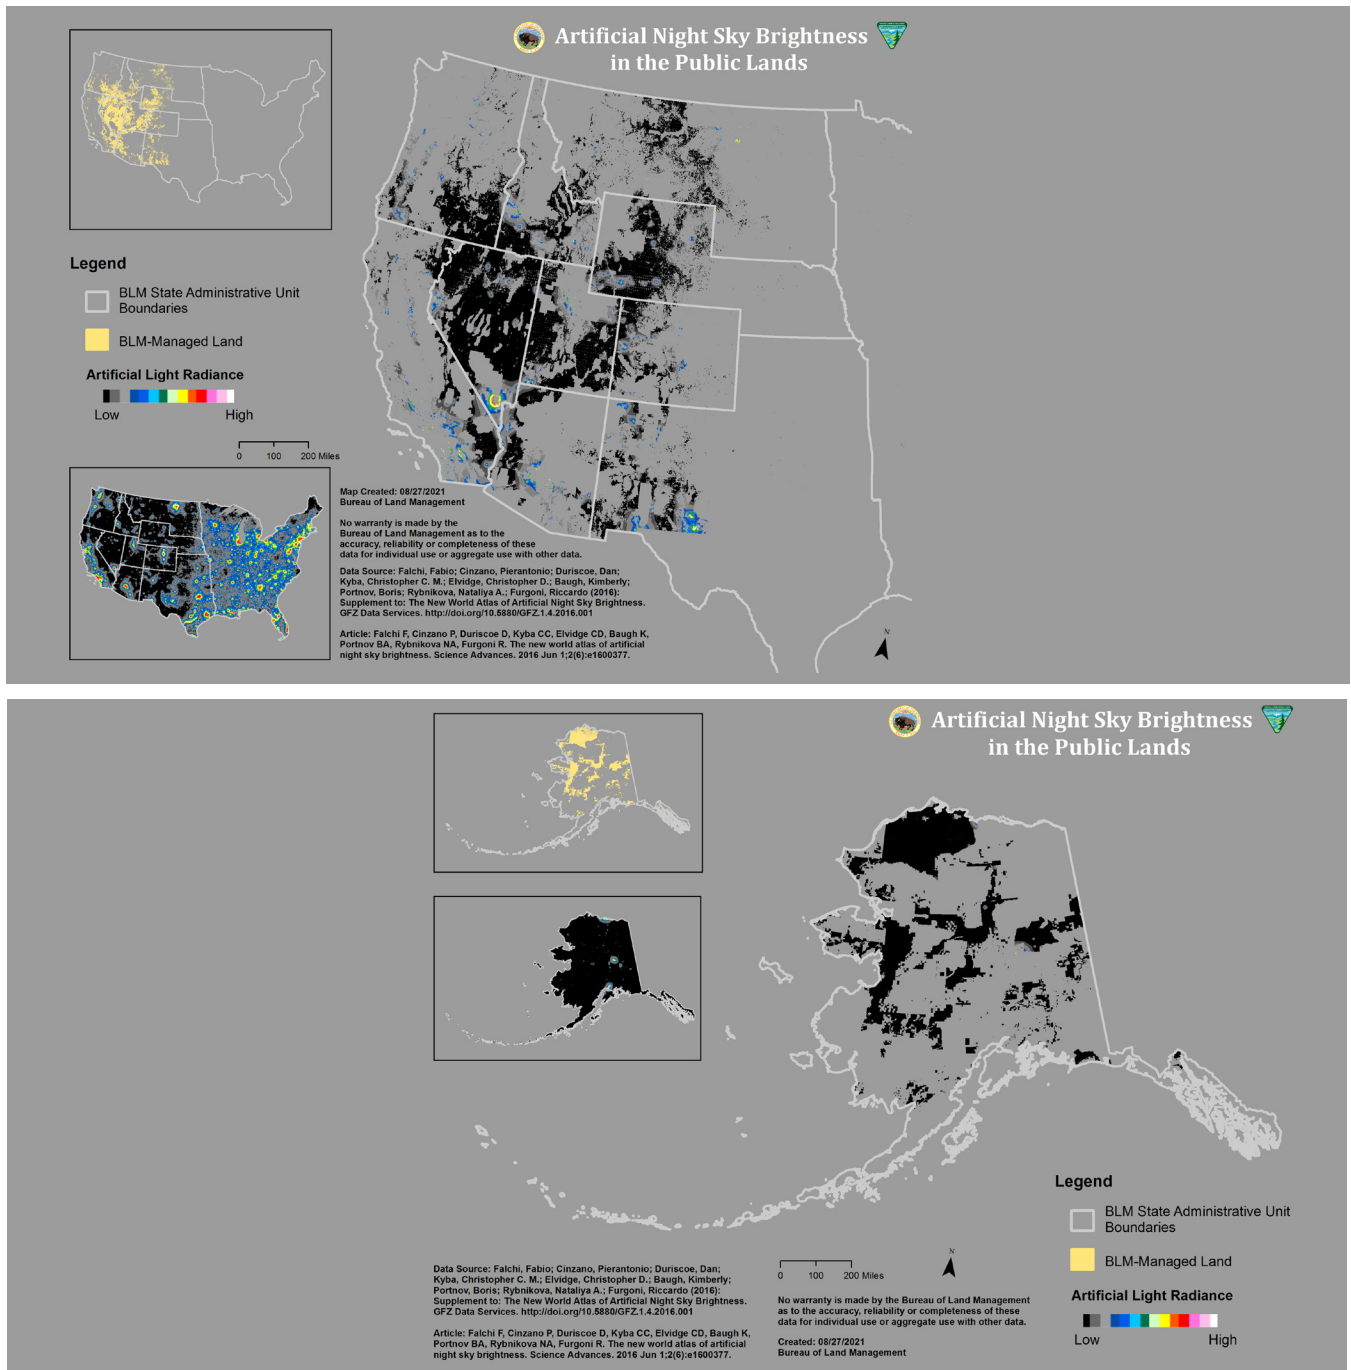 Artificial Night Sky Brightness
in the Public Lands
Legend
BLM State Administrative Unit
Boundaries
BLM-Managed Land
Artificial Light Radiance
Low High
0 100 200 Miles
Map Created: 08/27/2021
Bureau of Land Management
No warranty is made by the
Bureau of Land Management as to the
accuracy, reliability or completeness of these
data for individual use or aggregate use with other data.
Data Source: Falchi, Fabio; Cinzano, Pierantonio; Duriscoe, Dan;
Kyba, Christopher C. M.; Elvidge, Christopher D.; Baugh, Kimberly;
Portnov, Boris; Rybnikova, Nataliya A.; Furgoni, Riccardo (2016):
Supplement to: The New World Atlas of Artificial Night Sky Brightness.
GFZ Data Services. http://doi.org/10.5880/GFZ.1.4.2016.001
Article: Falchi F, Cinzano P, Duriscoe D, Kyba CC, Elvidge CD, Baugh K,
Portnov BA, Rybnikova NA, Furgoni R. The new world atlas of artificial
night sky brightness. Science Advances. 2016 Jun 1;2(6):e1600377.
N
Artificial Night Sky Brightness
in the Public Lands
Legend
BLM State Administrative Unit
Boundaries
BLM-Managed Land
Artificial Light Radiance
Low High
N
0 100 200 Miles
Data Source: Falchi, Fabio; Cinzano, Pierantonio; Duriscoe, Dan;
Kyba, Christopher C. M.; Elvidge, Christopher D.; Baugh, Kimberly;
Portnov, Boris; Rybnikova, Nataliya A.; Furgoni, Riccardo (2016):
Supplement to: The New World Atlas of Artificial Night Sky Brightness.
GFZ Data Services. http://doi.org/10.5880/GFZ.1.4.2016.001
Article: Falchi F, Cinzano P, Duriscoe D, Kyba CC, Elvidge CD, Baugh K,
Portnov BA, Rybnikova NA, Furgoni R. The new world atlas of artificial
night sky brightness. Science Advances. 2016 Jun 1;2(6):e1600377.
No warranty is made by the Bureau of Land Management
as to the accuracy, reliability or completeness of these
data for individual use or aggregate use with other data.
Created: 08/27/2021
Bureau of Land Management